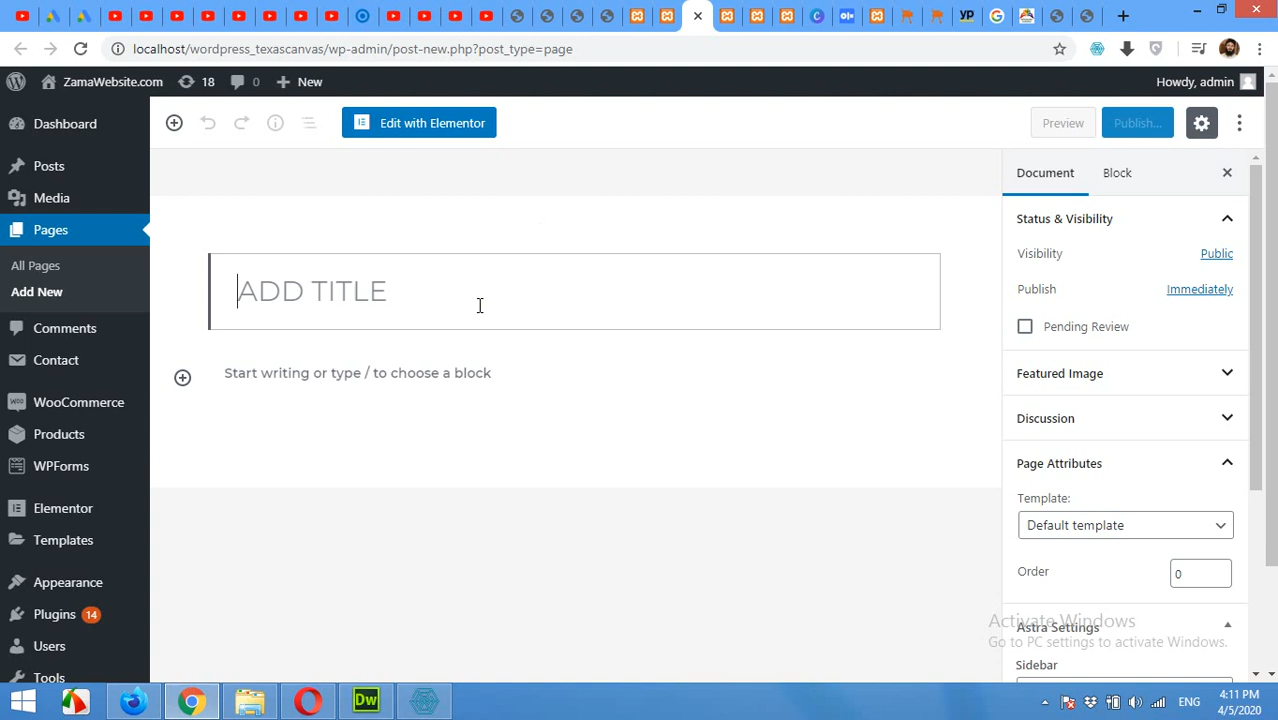 localhost/wordpress_texascanvas/wp-admin/post-new.php?post_type=page
ZamaWebsite.com 18 0 New Howdy, admin
Dashboard
Posts
Media
Pages
All Pages
Add New
Comments
Contact
WooCommerce
Products
WPForms
Elementor
Templates
Appearance
Plugins 14
Users
Tools
Edit with Elementor
Preview
Publish...
ADD TITLE
Start writing or type / to choose a block
Document Block
Status & Visibility
Visibility Public
Publish Immediately
Pending Review
Featured Image
Discussion
Page Attributes
Template:
Default template
Order 0
Astra Settings
Sidebar
Activate Windows
Go to PC settings to activate Windows.
YP
olx
G
Dw
ENG
4:11 PM
4/5/2020